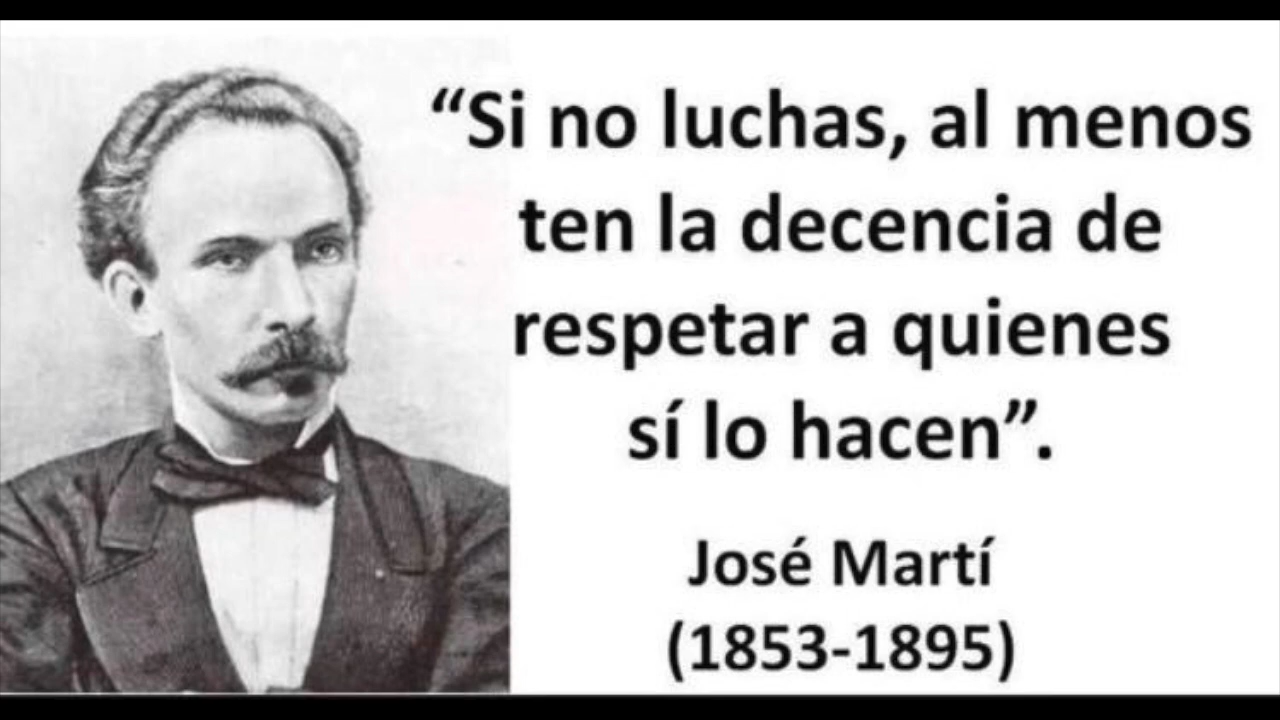 “Si no luchas, al menos
ten la decencia de
respetar a quienes
sí lo hacen”.
José Martí
(1853-1895)